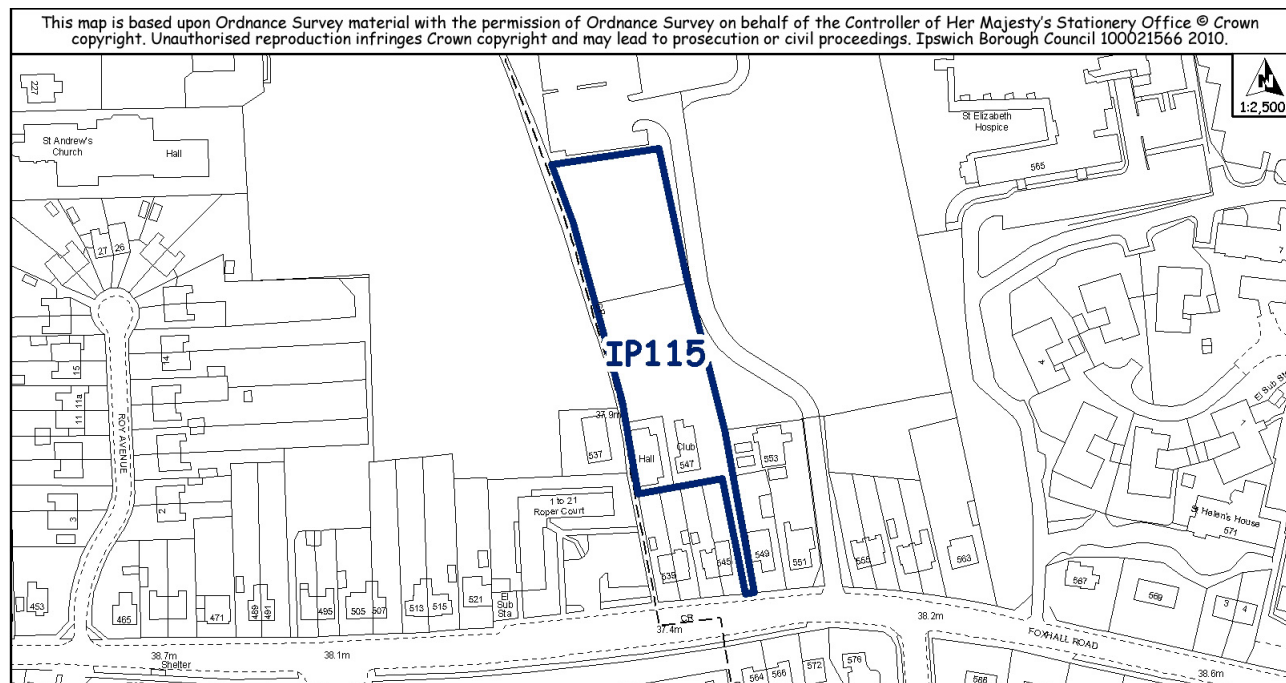 This map is based upon Ordnance Survey material with the permission of Ordnance Survey on behalf of the Controller of Her Majesty's Stationery Office © Crown
copyright. Unauthorised reproduction infringes Crown copyright and may lead to prosecution or civil proceedings. Ipswich Borough Council 100021566 2010.
N
1:2,500
227
St Andrew's
Church
Hall
St Elizabeth
Hospice
565
27
26
7
14
15
11a
11
ROY AVENUE
2
3
IP115
4
1
El Sub Sta
37.9m
537
Hall
Club
547
553
1 to 21
Roper Court
St Helen's House
571
539
545
549
551
555
563
567
569
3
4
453
465
471
489
491
495
505
507
513
515
521
El
Sub
Sta
CR
37.4m
38.2m
FOXHALL ROAD
38.7m
Shelter
38.1m
564
566
572
576
38.6m